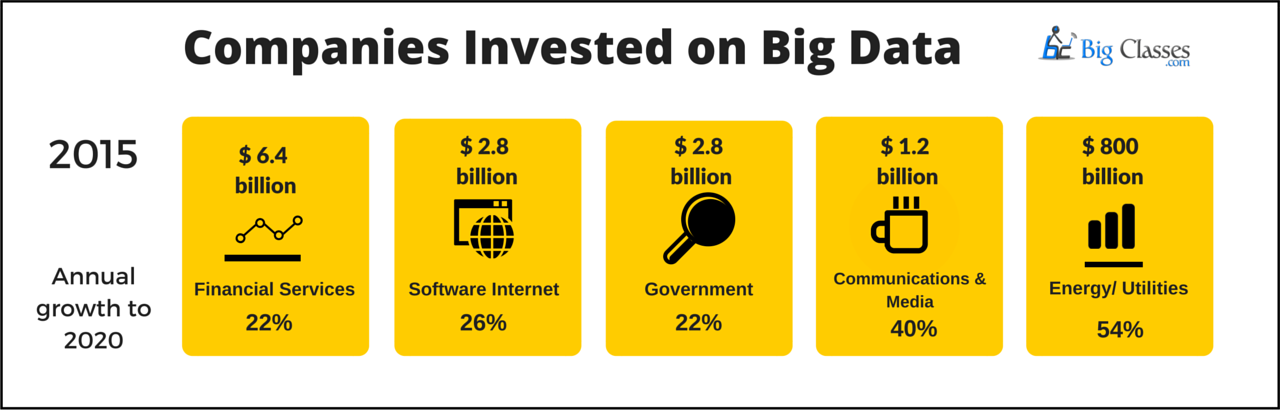 Companies Invested on Big Data
bc Big Classes
.com
2015
$ 6.4
billion
Financial Services
22%
$ 2.8
billion
Software Internet
26%
$ 2.8
billion
Government
22%
$ 1.2
billion
Communications &
Media
40%
$ 800
billion
Energy/ Utilities
54%
Annual
growth to
2020